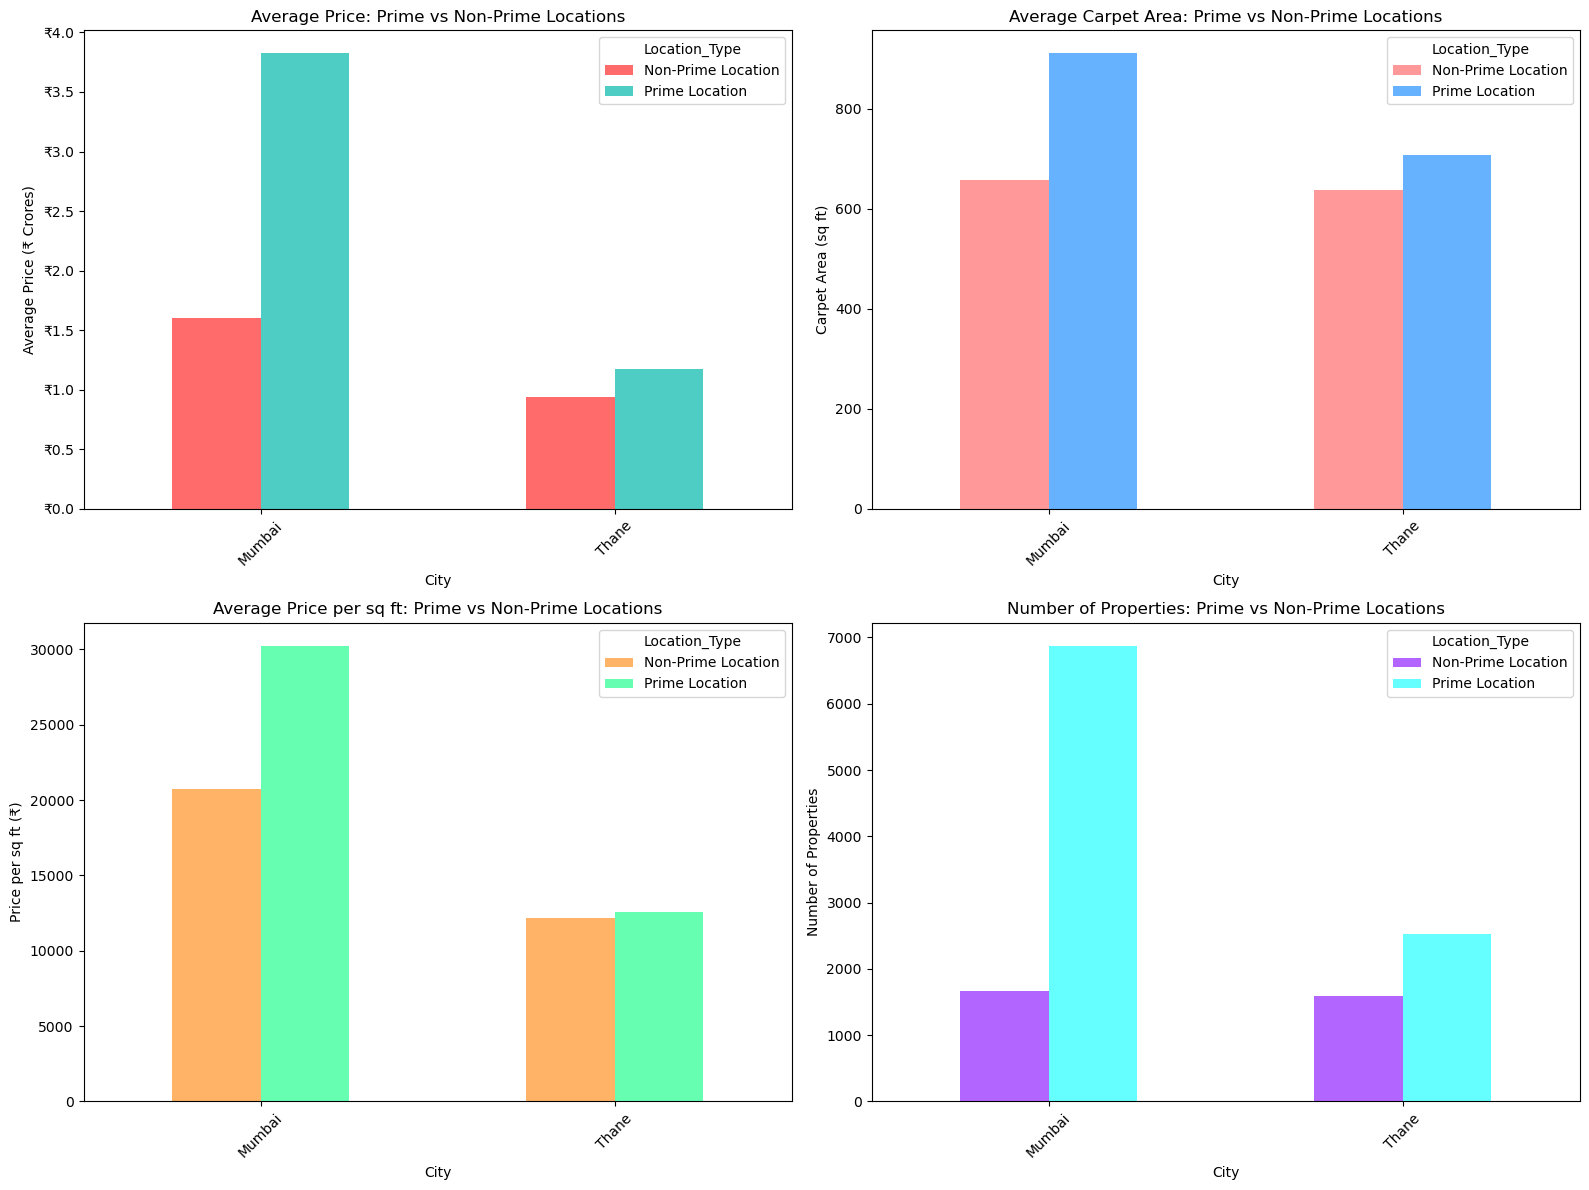 Average Price: Prime vs Non-Prime Locations
Average Price (₹ Crores)
₹4.0
₹3.5
₹3.0
₹2.5
₹2.0
₹1.5
₹1.0
₹0.5
₹0.0
Location_Type
Non-Prime Location
Prime Location
Mumbai
Thane
City
Average Carpet Area: Prime vs Non-Prime Locations
Carpet Area (sq ft)
800
600
400
200
0
Location_Type
Non-Prime Location
Prime Location
Mumbai
Thane
City
Average Price per sq ft: Prime vs Non-Prime Locations
Price per sq ft (₹)
30000
25000
20000
15000
10000
5000
0
Location_Type
Non-Prime Location
Prime Location
Mumbai
Thane
City
Number of Properties: Prime vs Non-Prime Locations
Number of Properties
7000
6000
5000
4000
3000
2000
1000
0
Location_Type
Non-Prime Location
Prime Location
Mumbai
Thane
City